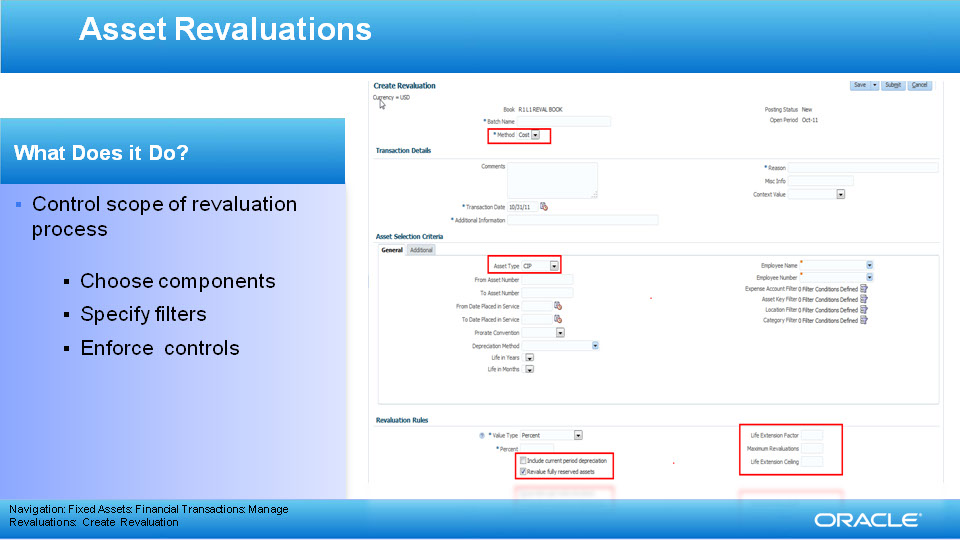 Asset Revaluations
What Does it Do?
Control scope of revaluation
process
Choose components
Specify filters
Enforce controls
Create Revaluation
Currency = USD
Save
Submit
Cancel
Book R1L1 REVAL BOOK
* Batch Name
* Method Cost
Posting Status New
Open Period Oct-11
Transaction Details
Comments
* Transaction Date 10/31/11
* Additional Information
* Reason
Misc Info
Context Value
Asset Selection Criteria
General Additional
Asset Type CIP
From Asset Number
To Asset Number
From Date Placed in Service
To Date Placed in Service
Prorate Convention
Depreciation Method
Life in Years
Life in Months
Employee Name *
Employee Number *
Expense Account Filter 0 Filter Conditions Defined
Asset Key Filter 0 Filter Conditions Defined
Location Filter 0 Filter Conditions Defined
Category Filter 0 Filter Conditions Defined
Revaluation Rules
* Value Type Percent
* Percent
Include current period depreciation
Revalue fully reserved assets
Life Extension Factor
Maximum Revaluations
Life Extension Ceiling
Navigation: Fixed Assets: Financial Transactions: Manage
Revaluations: Create Revaluation
ORACLE